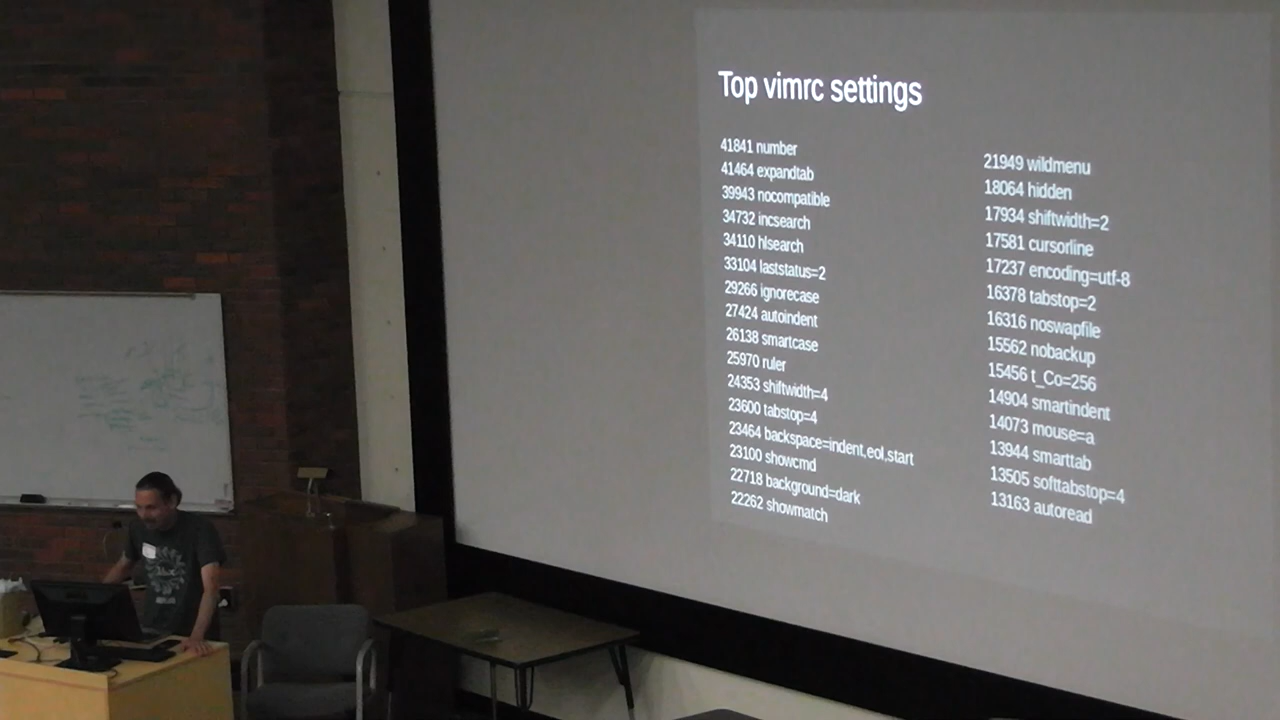 Top vimrc settings
41841 number
41464 expandtab
39943 nocompatible
34732 incsearch
34110 hlsearch
33104 laststatus=2
29266 ignorecase
27424 autoindent
26138 smartcase
25970 ruler
24353 shiftwidth=4
23600 tabstop=4
23464 backspace=indent,eol,start
23100 showcmd
22718 background=dark
22262 showmatch
21949 wildmenu
18064 hidden
17934 shiftwidth=2
17581 cursorline
17237 encoding=utf-8
16378 tabstop=2
16316 noswapfile
15562 nobackup
15456 t_Co=256
14904 smartindent
14073 mouse=a
13944 smarttab
13505 softtabstop=4
13163 autoread